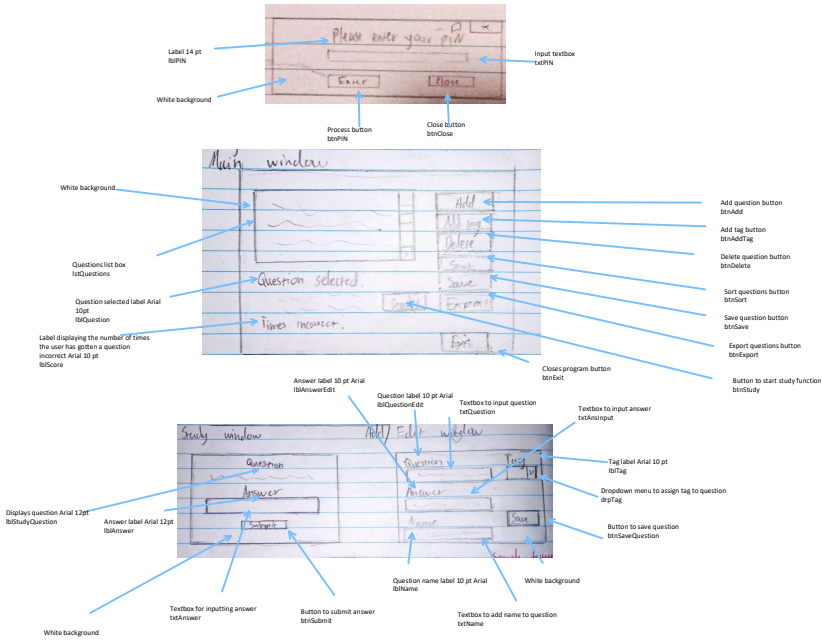 Please enter your PIN
Label 14 pt
lblPIN
Input textbox
txtPIN
Enter
Close
White background
Process button
btnPIN
Close button
btnClose
Main window
White background
Add
Add question button
btnAdd
Add tag
Add tag button
btnAddTag
Delete
Delete question button
btnDelete
Questions list box
lstQuestions
Question selected.
Save
Sort questions button
btnSort
Question selected label Arial
10pt
lblQuestion
Export
Save question button
btnSave
Times incorrect.
Label displaying the number of times
the user has gotten a question
incorrect Arial 10 pt
lblScore
Exit
Export questions button
btnExport
Closes program button
btnExit
Button to start study function
btnStudy
Answer label 10 pt Arial
lblAnswerEdit
Question label 10 pt Arial
lblQuestionEdit
Textbox to input question
txtQuestion
Textbox to input answer
txtAnsInput
Study window
Add/Edit window
Question
Question
Tag
Tag label Arial 10 pt
lblTag
Answer
Answer
Dropdown menu to assign tag to question
drpTag
Displays question Arial 12pt
lblStudyQuestion
Answer label Arial 12pt
lblAnswer
Submit
Name
Save
Button to save question
btnSaveQuestion
Question name label 10 pt Arial
lblName
White background
Textbox for inputting answer
txtAnswer
Button to submit answer
btnSubmit
Textbox to add name to question
txtName
White background